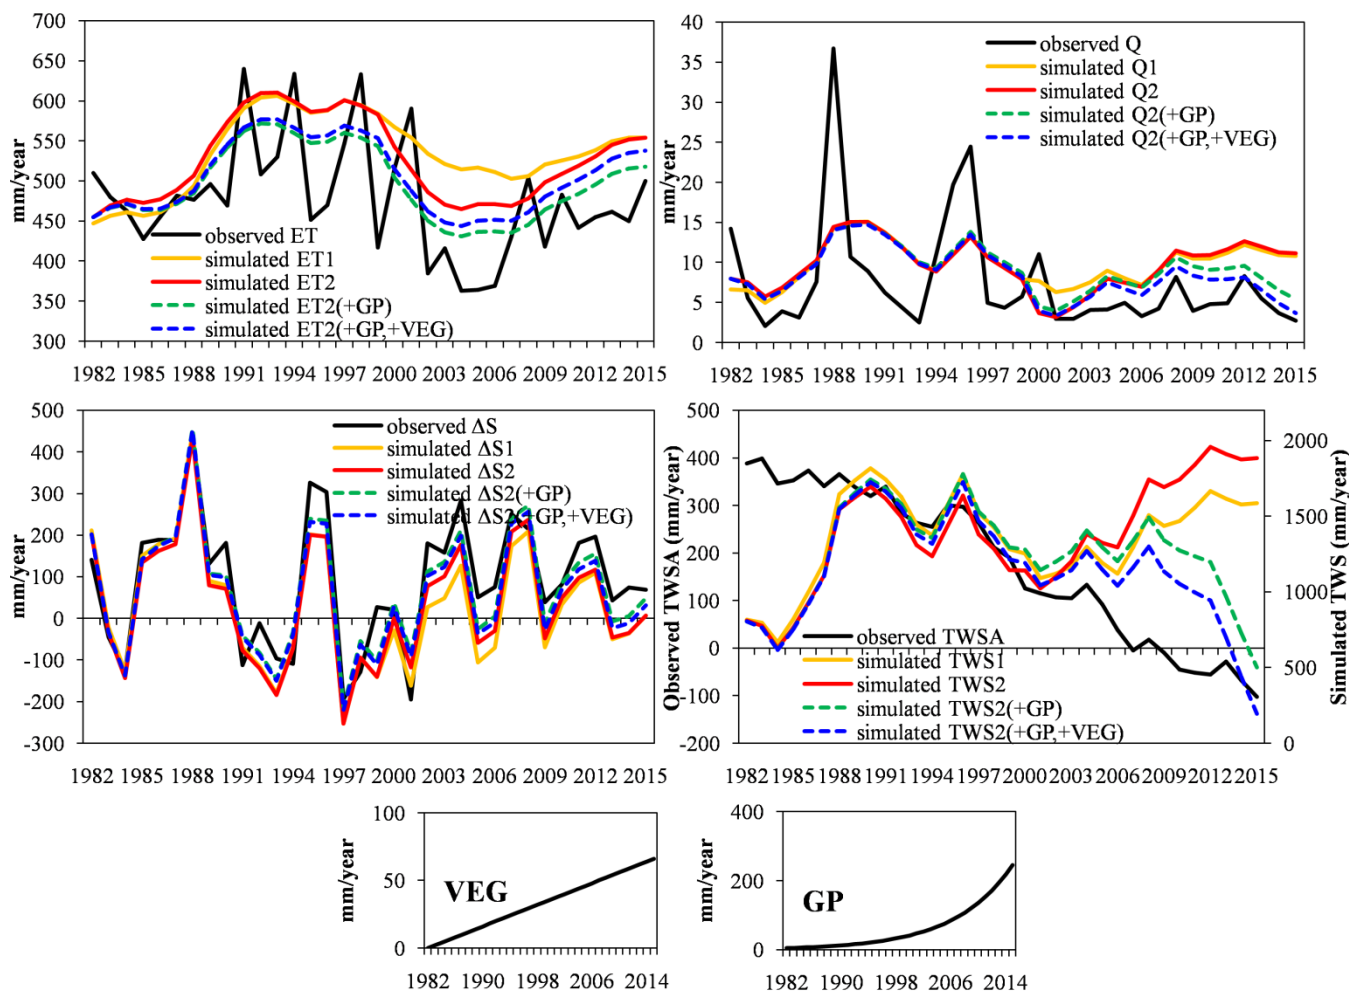 700
650
600
550
500
450
400
350
300
mm/year
observed ET
simulated ET1
simulated ET2
simulated ET2(+GP)
simulated ET2(+GP,+VEG)
1982 1985 1988 1991 1994 1997 2000 2003 2006 2009 2012 2015
40
35
30
25
20
15
10
5
0
mm/year
observed Q
simulated Q1
simulated Q2
simulated Q2(+GP)
simulated Q2(+GP,+VEG)
1982 1985 1988 1991 1994 1997 2000 2003 2006 2009 2012 2015
500
400
300
200
100
0
-100
-200
-300
mm/year
observed ΔS
simulated ΔS1
simulated ΔS2
simulated ΔS2(+GP)
simulated ΔS2(+GP,+VEG)
1982 1985 1988 1991 1994 1997 2000 2003 2006 2009 2012 2015
500
400
300
200
100
0
-100
-200
Observed TWSA (mm/year)
observed TWSA
simulated TWS1
simulated TWS2
simulated TWS2(+GP)
simulated TWS2(+GP,+VEG)
2000
1500
1000
500
0
Simulated TWS (mm/year)
1982 1985 1988 1991 1994 1997 2000 2003 2006 2009 2012 2015
100
50
0
mm/year
VEG
1982 1990 1998 2006 2014
400
200
0
mm/year
GP
1982 1990 1998 2006 2014